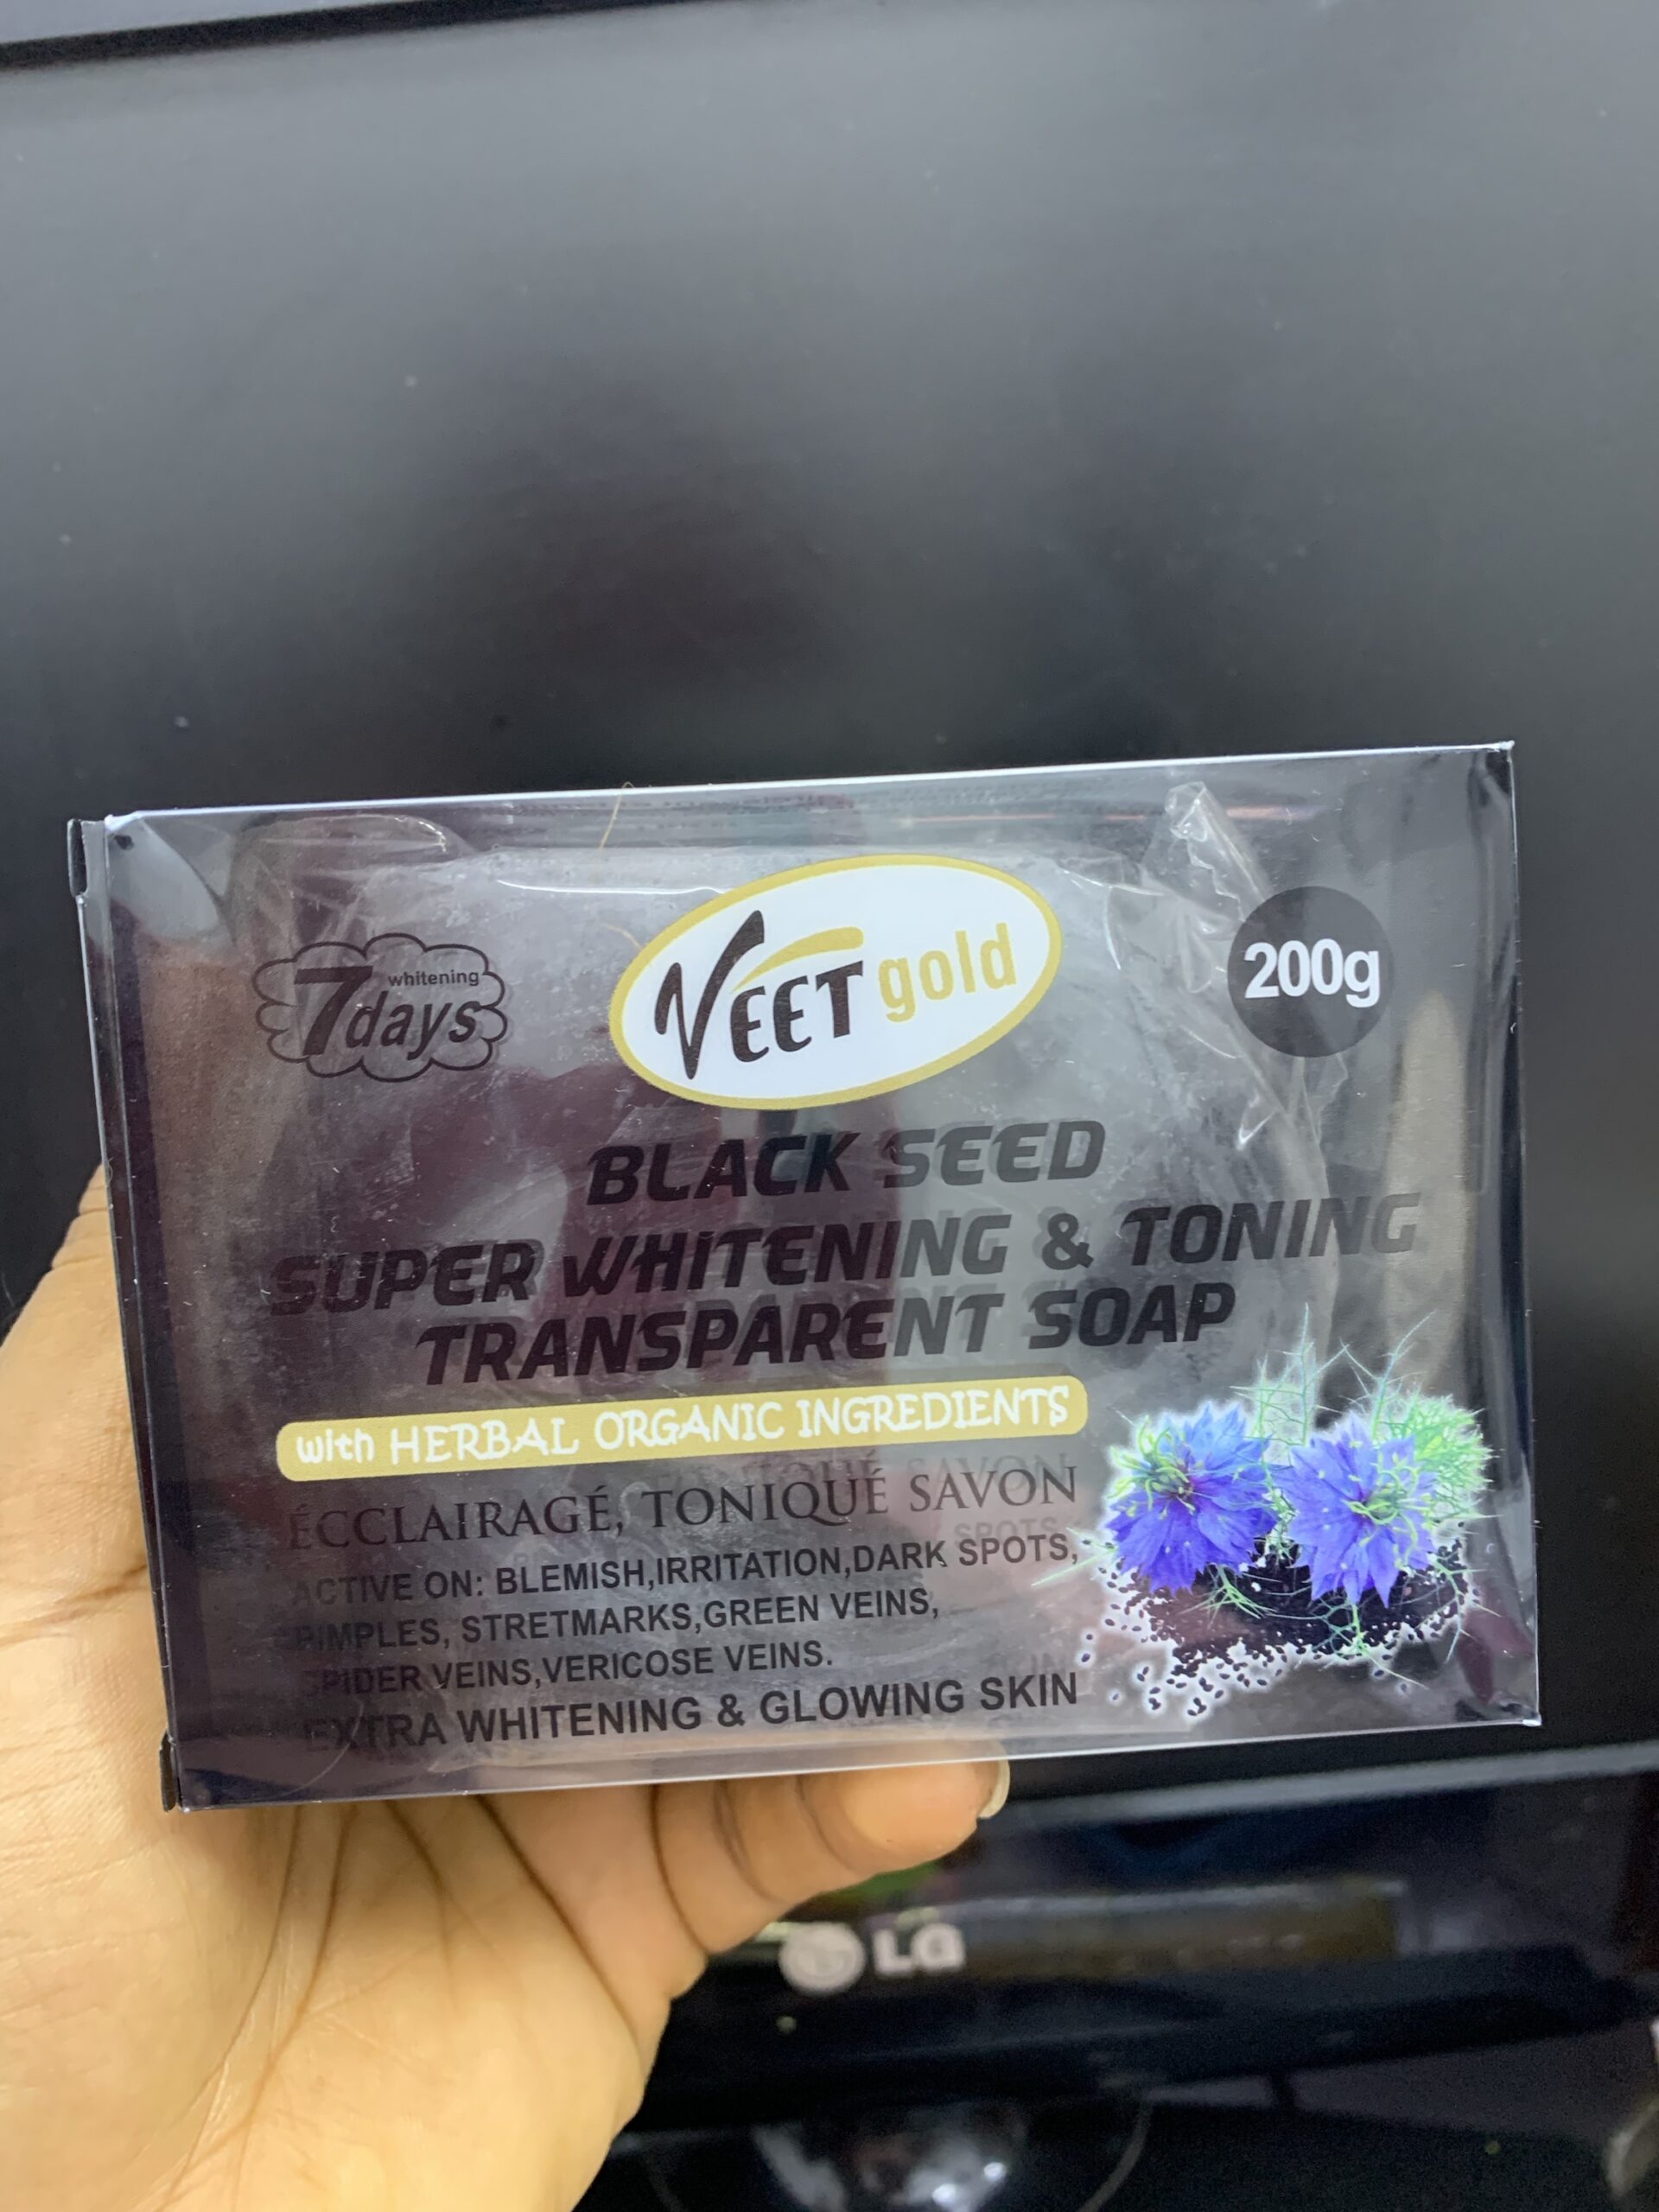 whitening
7days
VEET gold
200g
BLACK SEED
SUPER WHITENING & TONING
TRANSPARENT SOAP
with HERBAL ORGANIC INGREDIENTS
ÉCCLAIRAGÉ, TONIQUÉ SAVON
ACTIVE ON: BLEMISH,IRRITATION,DARK SPOTS,
PIMPLES, STRETMARKS,GREEN VEINS,
SPIDER VEINS,VERICOSE VEINS.
EXTRA WHITENING & GLOWING SKIN
LG